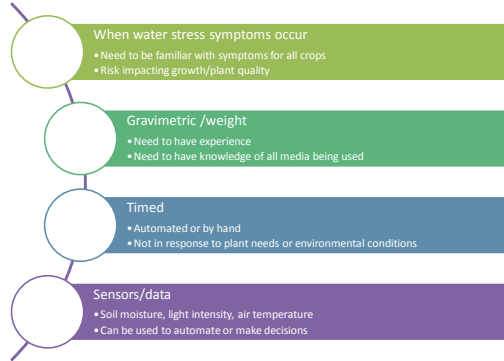 When water stress symptoms occur
•Need to be familiar with symptoms for all crops
•Risk impacting growth/plant quality
Gravimetric /weight
•Need to have experience
•Need to have knowledge of all media being used
Timed
•Automated or by hand
•Not in response to plant needs or environmental conditions
Sensors/data
•Soil moisture, light intensity, air temperature
•Can be used to automate or make decisions